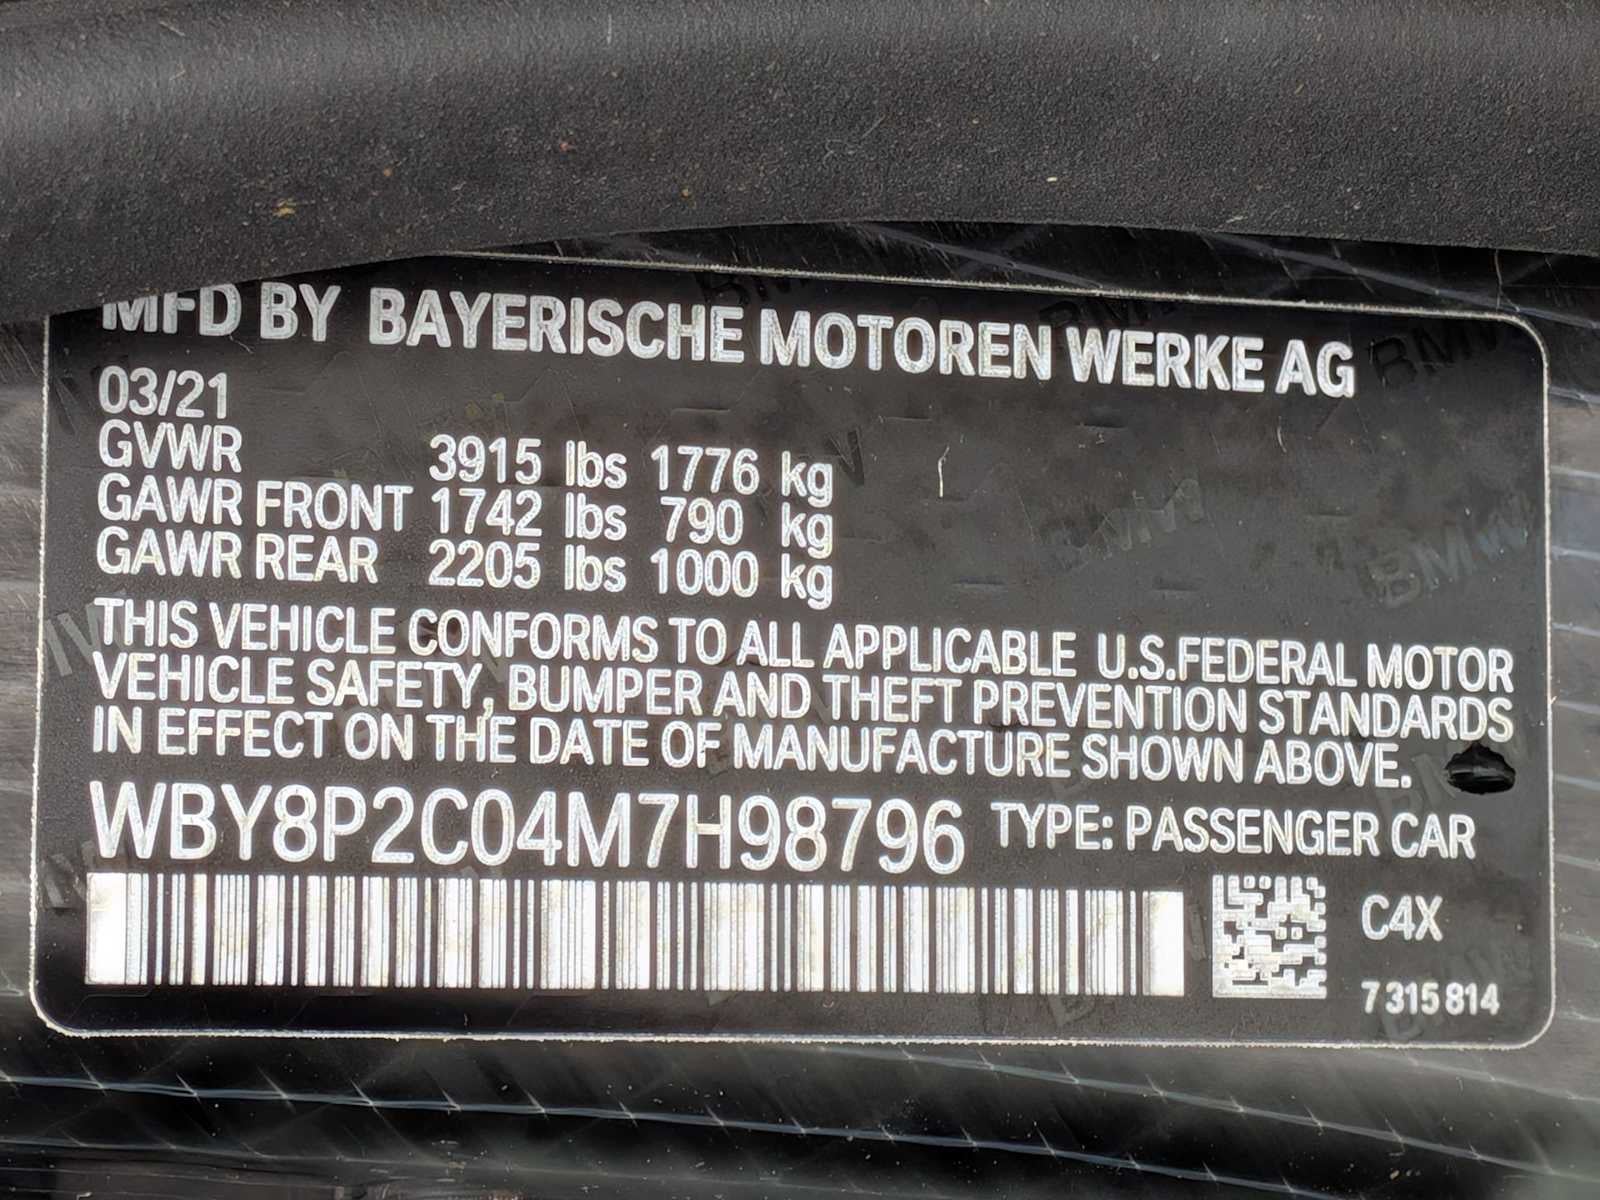 MFD BY BAYERISCHE MOTOREN WERKE AG
03/21
GVWR 3915 lbs 1776 kg
GAWR FRONT 1742 lbs 790 kg
GAWR REAR 2205 lbs 1000 kg
THIS VEHICLE CONFORMS TO ALL APPLICABLE U.S.FEDERAL MOTOR
VEHICLE SAFETY, BUMPER AND THEFT PREVENTION STANDARDS
IN EFFECT ON THE DATE OF MANUFACTURE SHOWN ABOVE.
WBY8P2C04M7H98796 TYPE: PASSENGER CAR
C4X
7 315 814